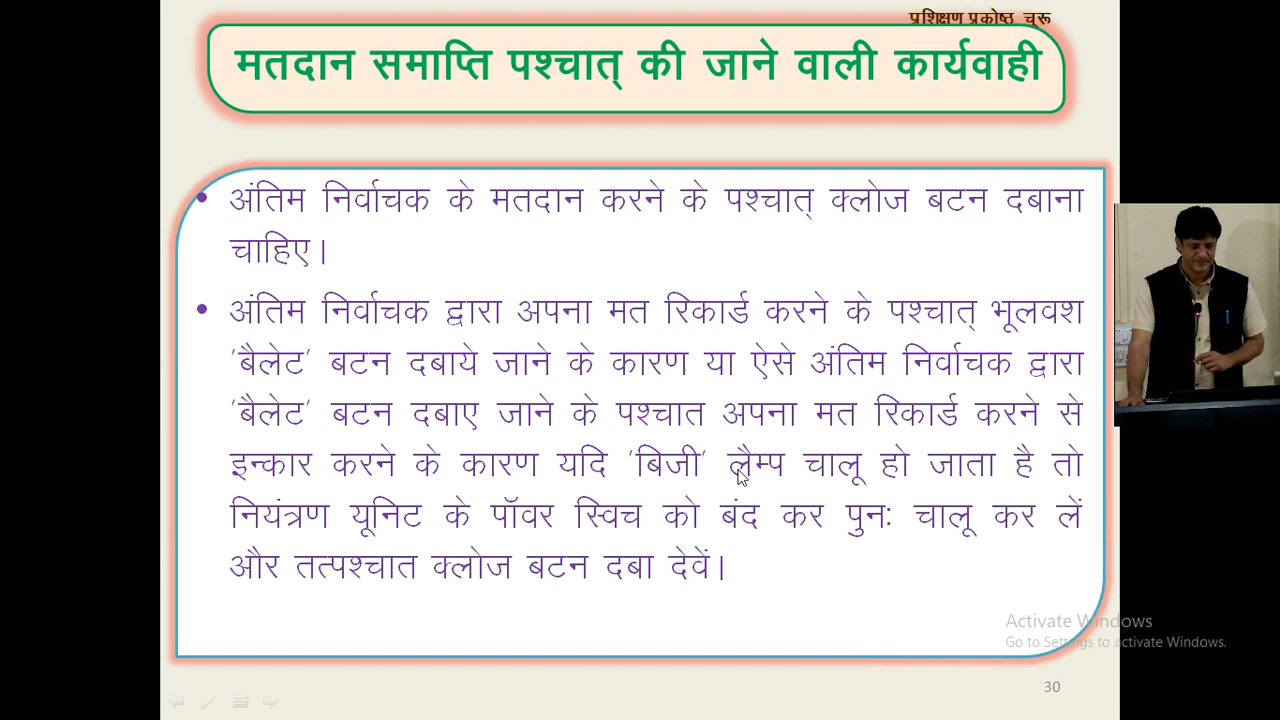 प्रशिक्षण प्रकोष्ठ चूरू
मतदान समाप्ति पश्चात् की जाने वाली कार्यवाही
• अंतिम निर्वाचक के मतदान करने के पश्चात् क्लोज बटन दबाना
चाहिए।
• अंतिम निर्वाचक द्वारा अपना मत रिकार्ड करने के पश्चात् भूलवश
'बैलेट' बटन दबाये जाने के कारण या ऐसे अंतिम निर्वाचक द्वारा
'बैलेट' बटन दबाए जाने के पश्चात अपना मत रिकार्ड करने से
इन्कार करने के कारण यदि 'बिजी' लैम्प चालू हो जाता है तो
नियंत्रण यूनिट के पॉवर स्विच को बंद कर पुनः चालू कर लें
और तत्पश्चात क्लोज बटन दबा देवें।
Activate Windows
Go to Settings to activate Windows.
30